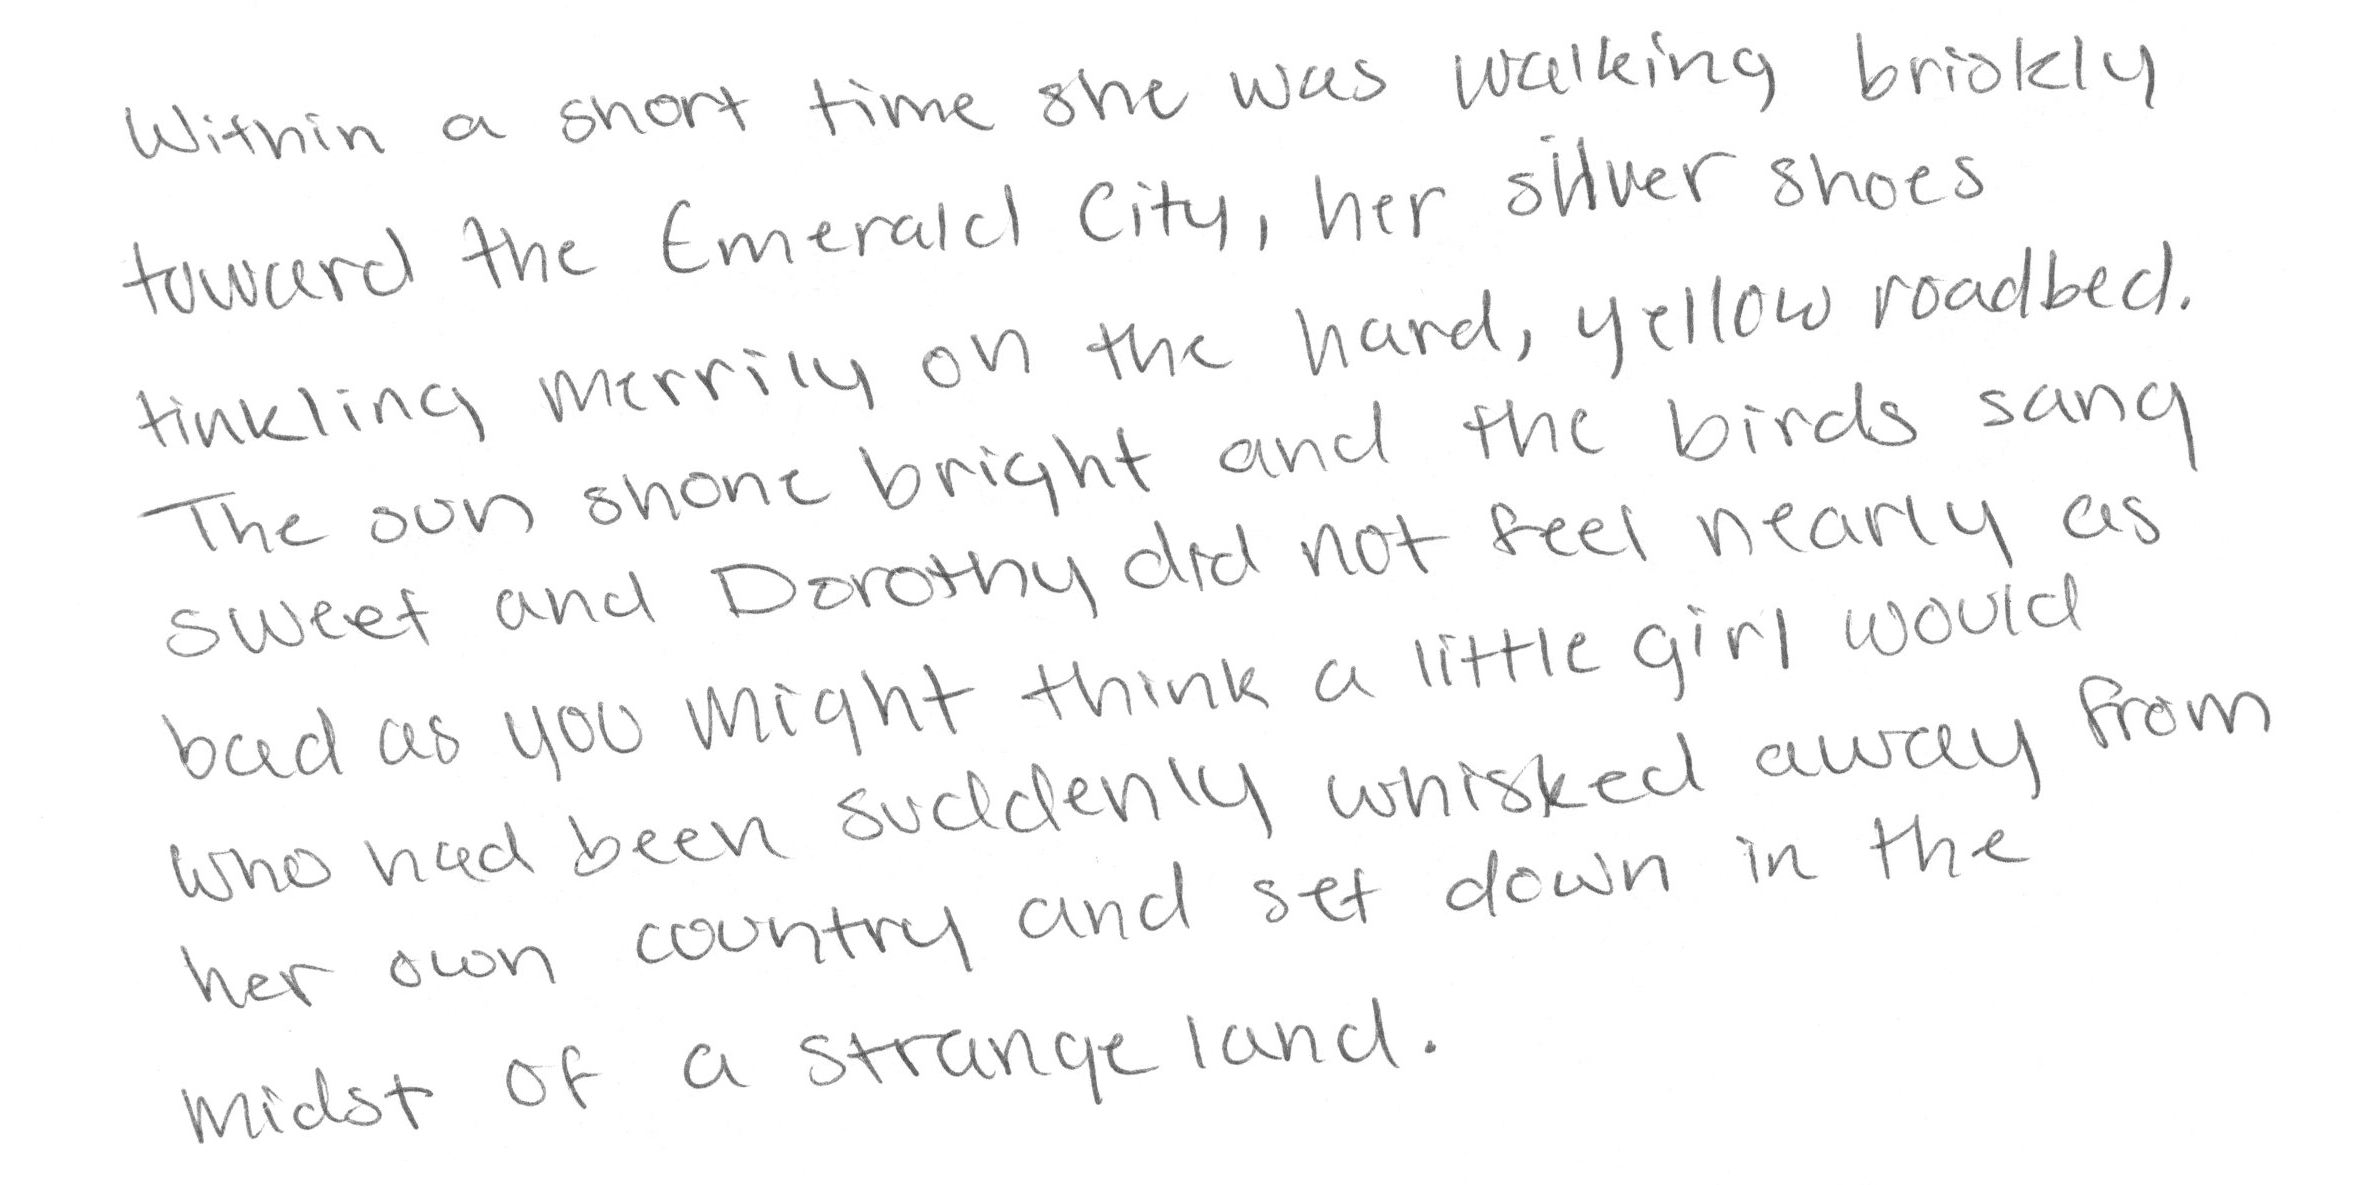 Within a short time she was walking briskly
toward the Emerald City, her silver shoes
tinkling merrily on the hard, yellow roadbed.
The sun shone bright and the birds sang
sweet and Dorothy did not feel nearly as
bad as you might think a little girl would
who had been suddenly whisked away from
her own country and set down in the
midst of a strange land.